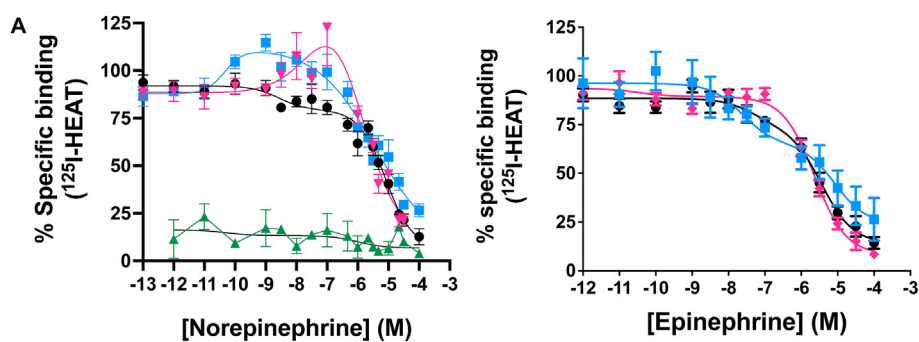 A
% Specific binding
(¹²⁵I-HEAT)
125
100
75
50
25
0
-13 -12 -11 -10 -9 -8 -7 -6 -5 -4 -3
[Norepinephrine] (M)
% specific binding
(¹²⁵I-HEAT)
125
100
75
50
25
0
-12 -11 -10 -9 -8 -7 -6 -5 -4 -3
[Epinephrine] (M)